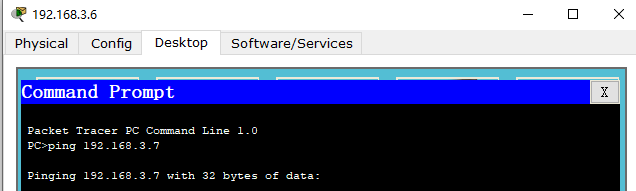 192.168.3.6
Physical Config Desktop Software/Services
Command Prompt X
Packet Tracer PC Command Line 1.0
PC>ping 192.168.3.7
Pinging 192.168.3.7 with 32 bytes of data: